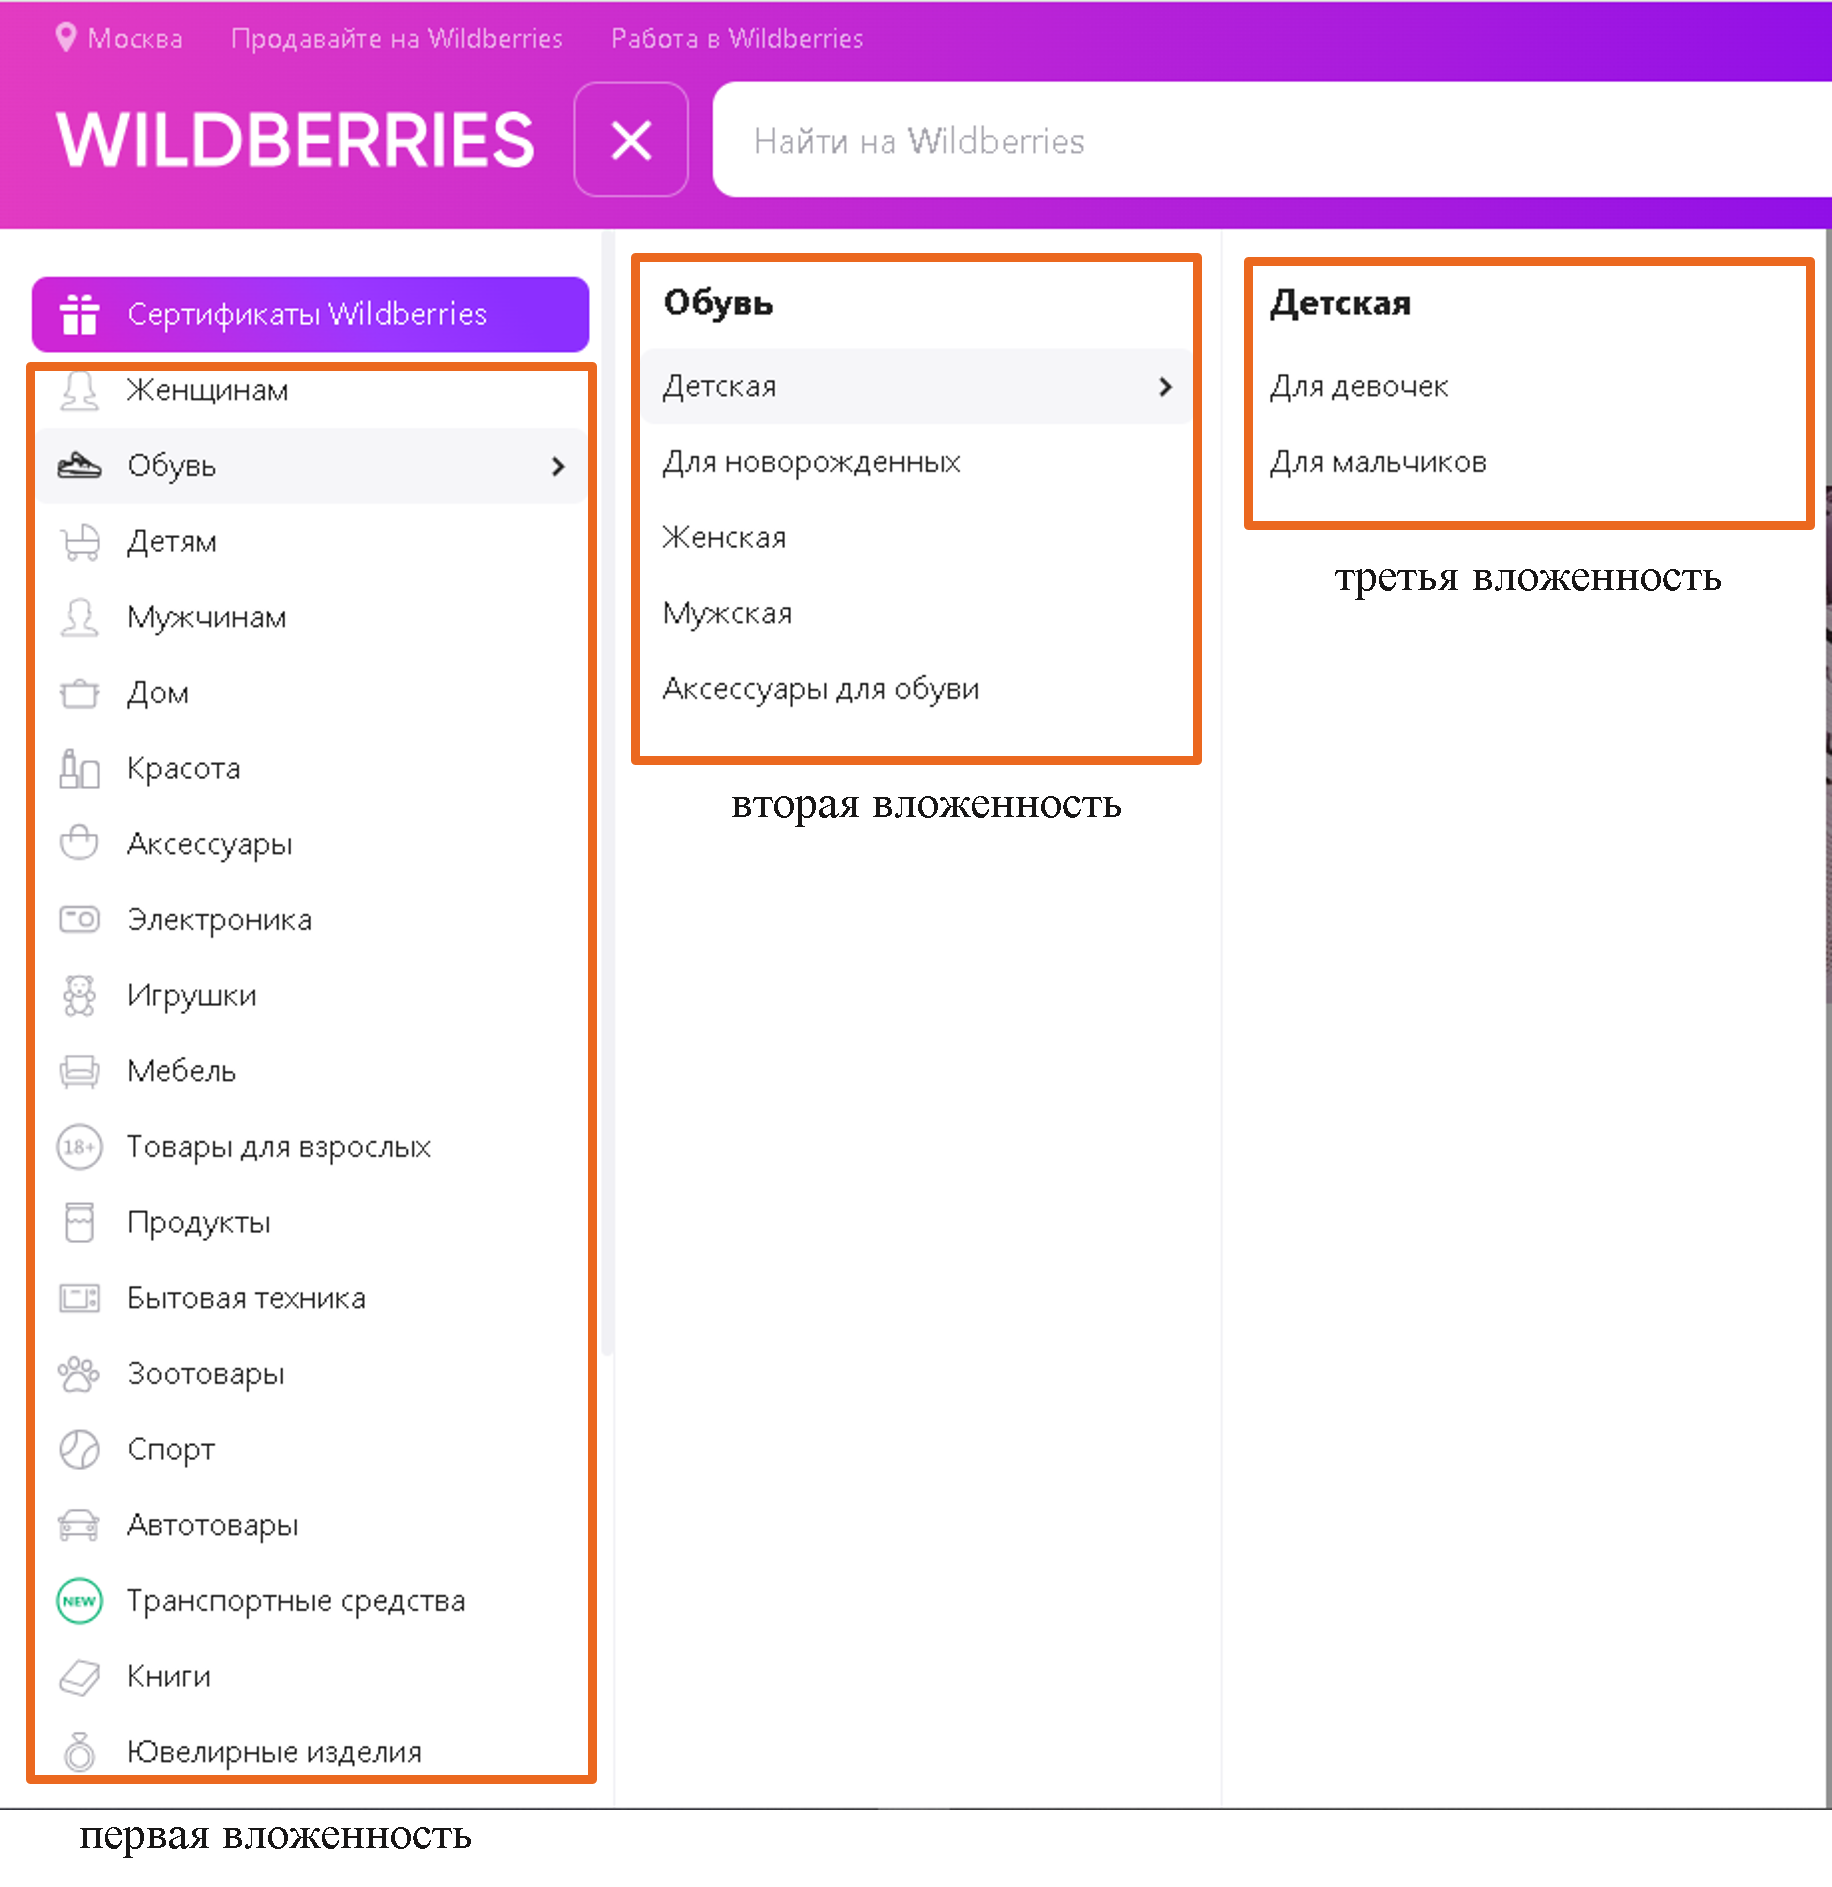 Москва Продавайте на Wildberries Работа в Wildberries
WILDBERRIES
Найти на Wildberries
Сертификаты Wildberries
Женщинам
Обувь
Детям
Мужчинам
Дом
Красота
Аксессуары
Электроника
Игрушки
Мебель
18+ Товары для взрослых
Продукты
Бытовая техника
Зоотовары
Спорт
Автотовары
NEW Транспортные средства
Книги
Ювелирные изделия
первая вложенность
Обувь
Детская
Для новорожденных
Женская
Мужская
Аксессуары для обуви
вторая вложенность
Детская
Для девочек
Для мальчиков
третья вложенность